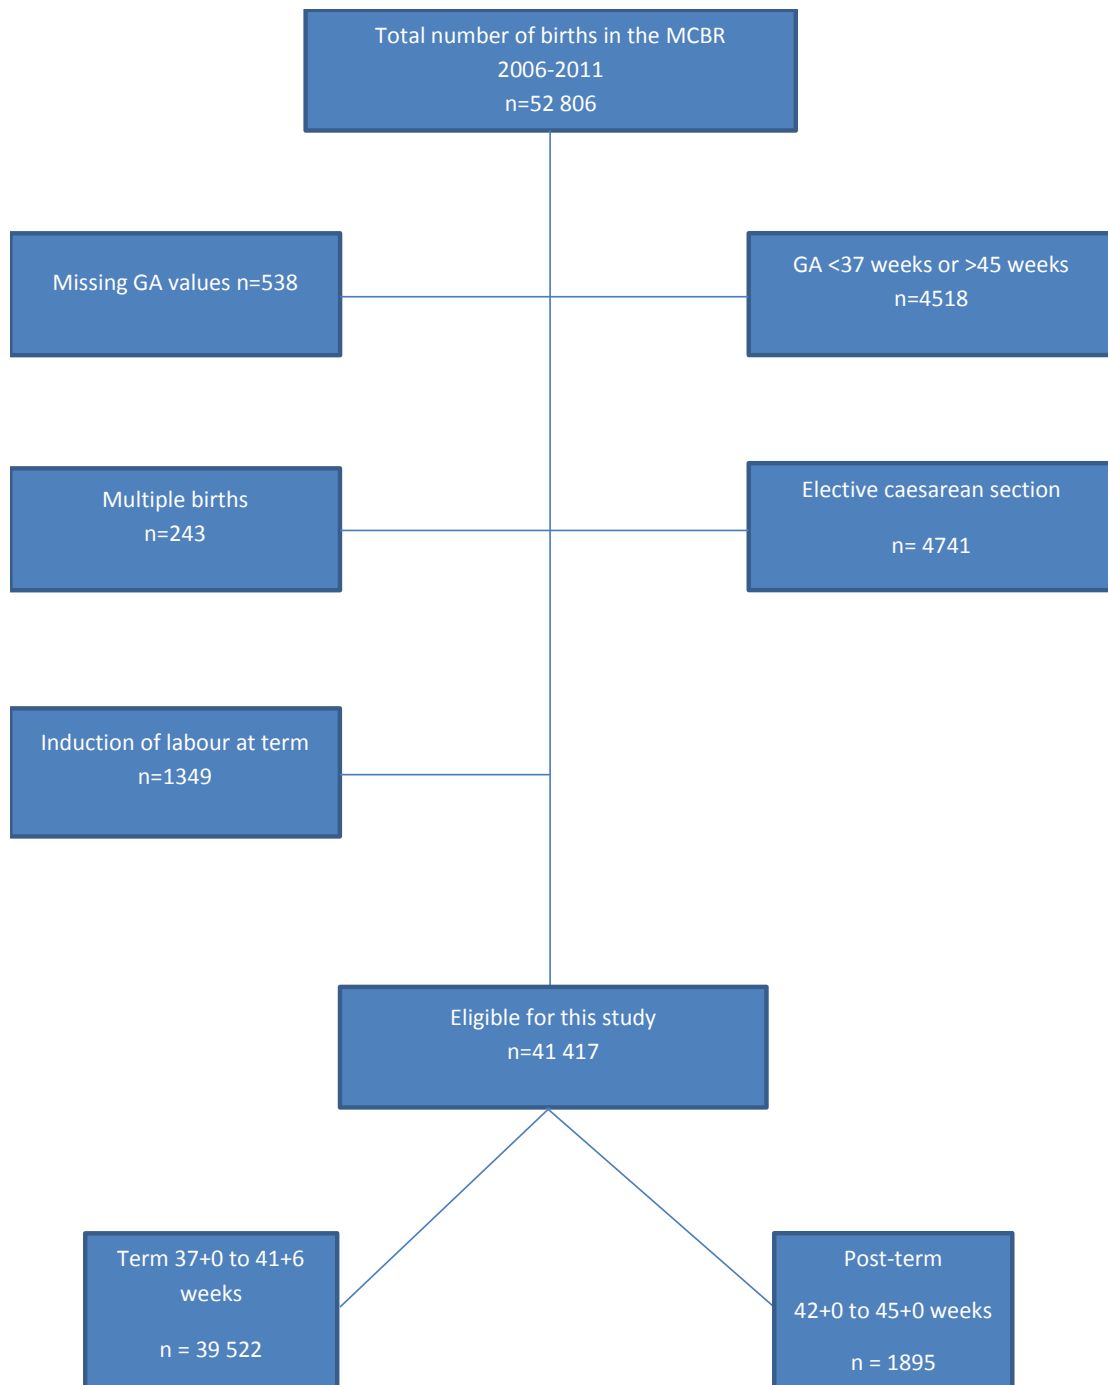 Total number of births in the MCBR
2006-2011
n=52 806
Missing GA values n=538
GA <37 weeks or >45 weeks
n=4518
Multiple births
n=243
Elective caesarean section
n= 4741
Induction of labour at term
n=1349
Eligible for this study
n=41 417
Term 37+0 to 41+6
weeks
n = 39 522
Post-term
42+0 to 45+0 weeks
n = 1895